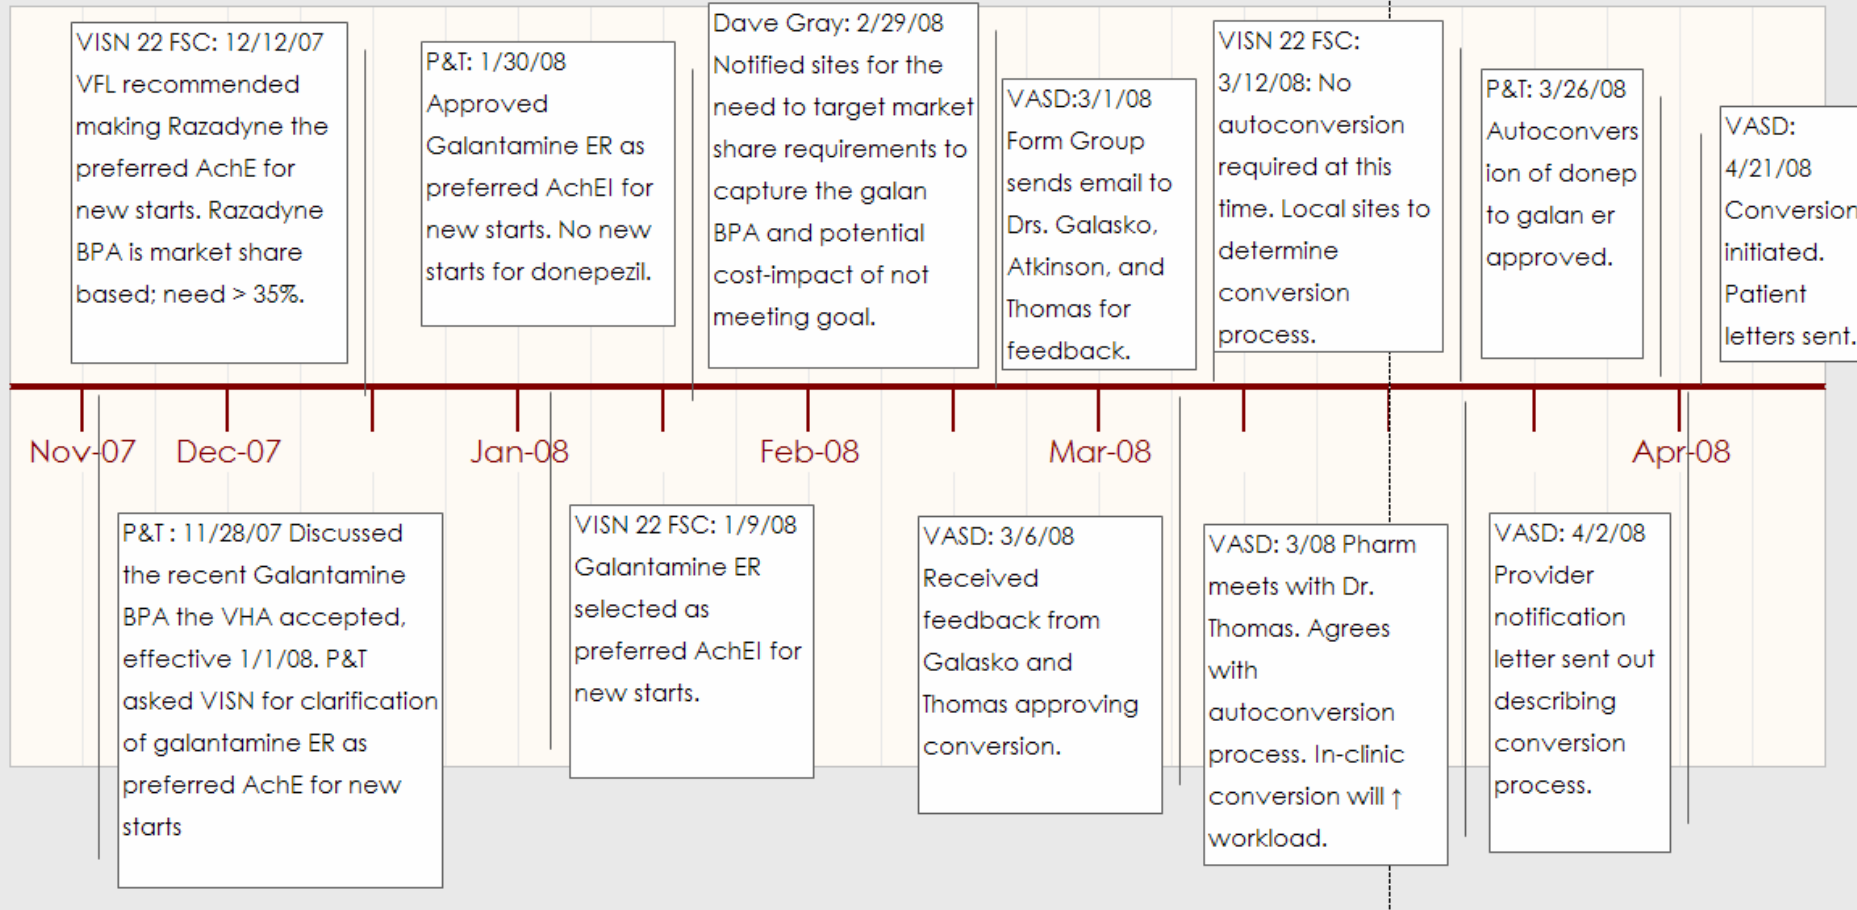 VISN 22 FSC: 12/12/07
VFL recommended
making Razadyne the
preferred AchE for
new starts. Razadyne
BPA is market share
based; need > 35%.
P&T: 1/30/08
Approved
Galantamine ER as
preferred AchEI for
new starts. No new
starts for donepezil.
Dave Gray: 2/29/08
Notified sites for the
need to target market
share requirements to
capture the galan
BPA and potential
cost-impact of not
meeting goal.
VASD:3/1/08
Form Group
sends email to
Drs. Galasko,
Atkinson, and
Thomas for
feedback.
VISN 22 FSC:
3/12/08: No
autoconversion
required at this
time. Local sites to
determine
conversion
process.
P&T: 3/26/08
Autoconvers
ion of donep
to galan er
approved.
VASD:
4/21/08
Conversion
initiated.
Patient
letters sent.
Nov-07 Dec-07 Jan-08 Feb-08 Mar-08 Apr-08
P&T : 11/28/07 Discussed
the recent Galantamine
BPA the VHA accepted,
effective 1/1/08. P&T
asked VISN for clarification
of galantamine ER as
preferred AchE for new
starts
VISN 22 FSC: 1/9/08
Galantamine ER
selected as
preferred AchEI for
new starts.
VASD: 3/6/08
Received
feedback from
Galasko and
Thomas approving
conversion.
VASD: 3/08 Pharm
meets with Dr.
Thomas. Agrees
with
autoconversion
process. In-clinic
conversion will ↑
workload.
VASD: 4/2/08
Provider
notification
letter sent out
describing
conversion
process.